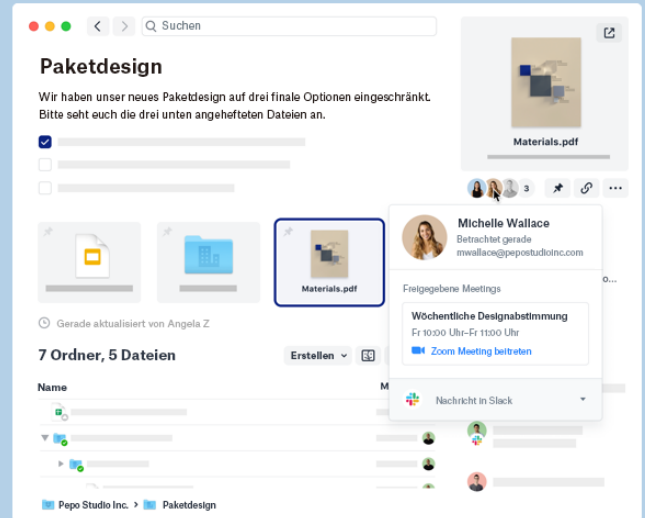 Suchen
Paketdesign
Wir haben unser neues Paketdesign auf drei finale Optionen eingeschränkt.
Bitte seht euch die drei unten angehefteten Dateien an.
Materials.pdf
3
Michelle Wallace
Betrachtet gerade
mwallace@pepostudioinc.com
Freigegebene Meetings
Wöchentliche Designabstimmung
Fr 10:00 Uhr–Fr 11:00 Uhr
Zoom Meeting beitreten
Nachricht in Slack
Materials.pdf
Gerade aktualisiert von Angela Z
7 Ordner, 5 Dateien
Erstellen
Name
Pepo Studio Inc. > Paketdesign